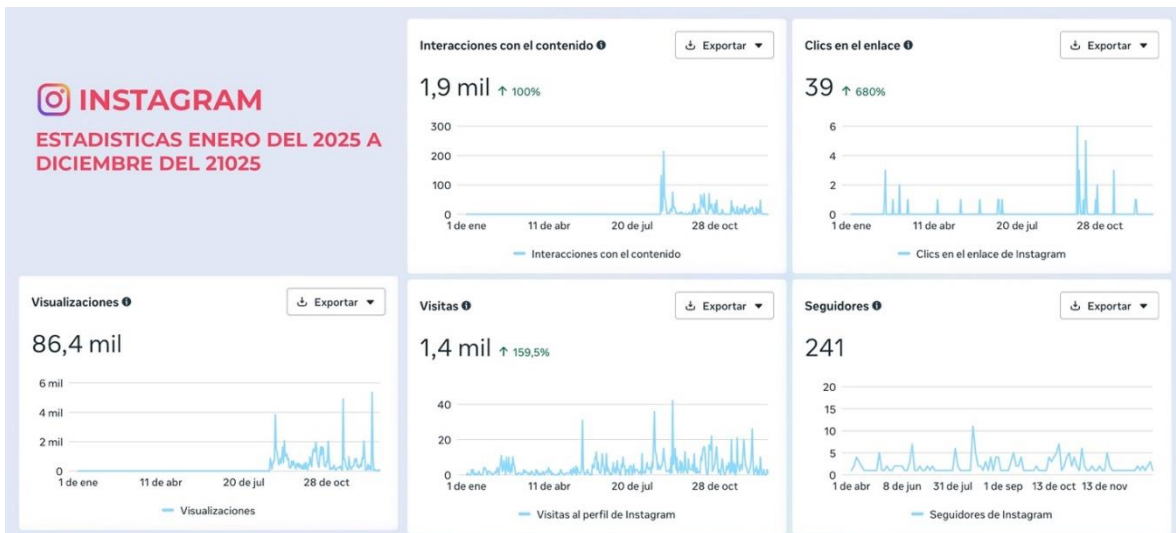 INSTAGRAM
ESTADISTICAS ENERO DEL 2025 A
DICIEMBRE DEL 21025
Interacciones con el contenido
Exportar
1,9 mil ↑ 100%
300
200
100
0
1 de ene 11 de abr 20 de jul 28 de oct
Interacciones con el contenido
Clics en el enlace
Exportar
39 ↑ 680%
6
4
2
0
1 de ene 11 de abr 20 de jul 28 de oct
Clics en el enlace de Instagram
Visualizaciones
Exportar
86,4 mil
6 mil
4 mil
2 mil
0
1 de ene 11 de abr 20 de jul 28 de oct
Visualizaciones
Visitas
Exportar
1,4 mil ↑ 159,5%
40
20
0
1 de ene 11 de abr 20 de jul 28 de oct
Visitas al perfil de Instagram
Seguidores
Exportar
241
20
15
10
5
0
1 de abr 8 de jun 31 de jul 1 de sep 13 de oct 13 de nov
Seguidores de Instagram